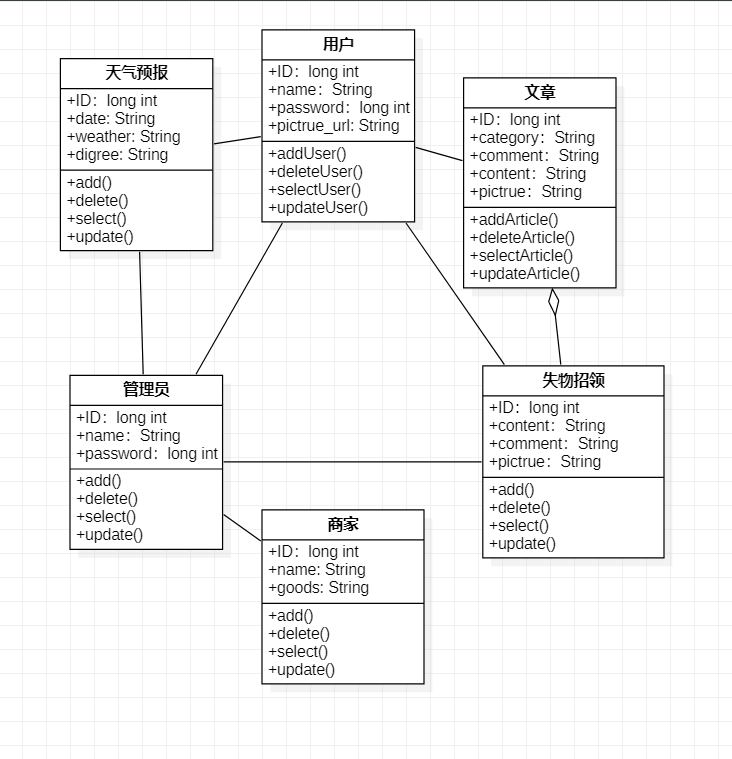 天气预报
+ID：long int
+date: String
+weather: String
+digree: String
+add()
+delete()
+select()
+update()
用户
+ID：long int
+name：String
+password：long int
+pictrue_url: String
+addUser()
+deleteUser()
+selectUser()
+updateUser()
文章
+ID：long int
+category：String
+comment：String
+content：String
+pictrue：String
+addArticle()
+deleteArticle()
+selectArticle()
+updateArticle()
管理员
+ID：long int
+name：String
+password：long int
+add()
+delete()
+select()
+update()
失物招领
+ID：long int
+content：String
+comment：String
+pictrue：String
+add()
+delete()
+select()
+update()
商家
+ID：long int
+name: String
+goods: String
+add()
+delete()
+select()
+update()